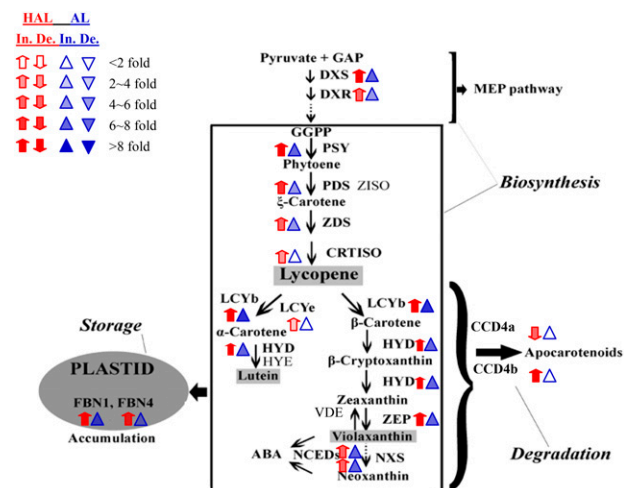 HAL AL
In. De. In. De.
<2 fold
2~4 fold
4~6 fold
6~8 fold
>8 fold
Pyruvate + GAP
DXS
DXR
MEP pathway
GGPP
PSY
Phytoene
PDS ZISO
ξ-Carotene
ZDS
CRTISO
Lycopene
Biosynthesis
LCYb
LCYe
LCYb
α-Carotene
β-Carotene
HYD
HYE
Lutein
HYD
β-Cryptoxanthin
HYD
Zeaxanthin
VDE
ZEP
Violaxanthin
ABA NCEDs NXS
Neoxanthin
Storage
PLASTID
FBN1, FBN4
Accumulation
CCD4a
Apocarotenoids
CCD4b
Degradation